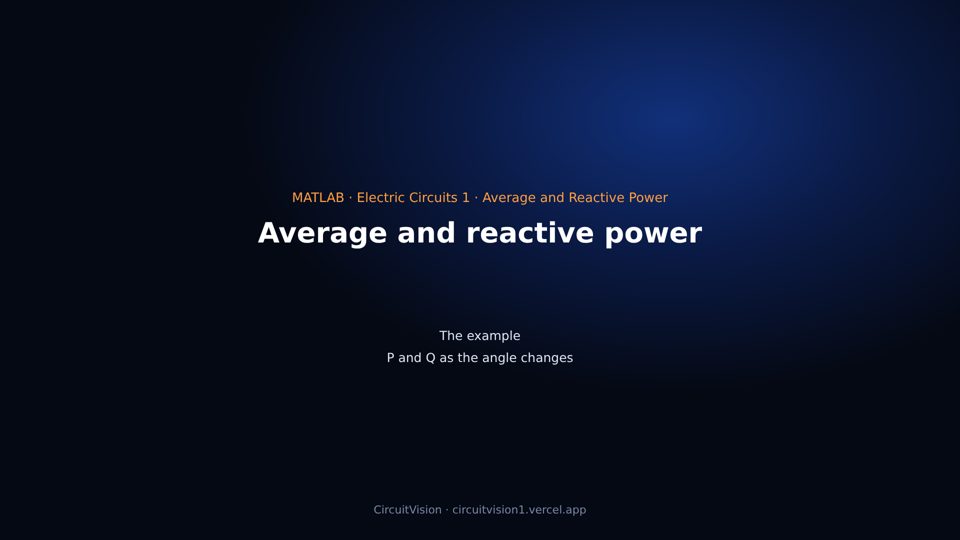 MATLAB · Electric Circuits 1 · Average and Reactive Power
Average and reactive power
The example
P and Q as the angle changes
CircuitVision · circuitvision1.vercel.app